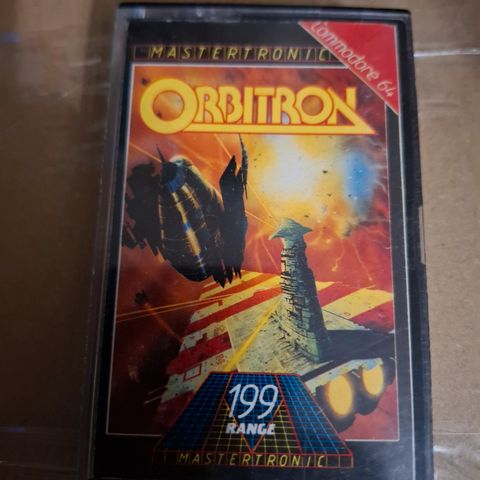 MASTERTRONIC
Commodore 64
ORBITRON
199
RANGE
MASTERTRONIC